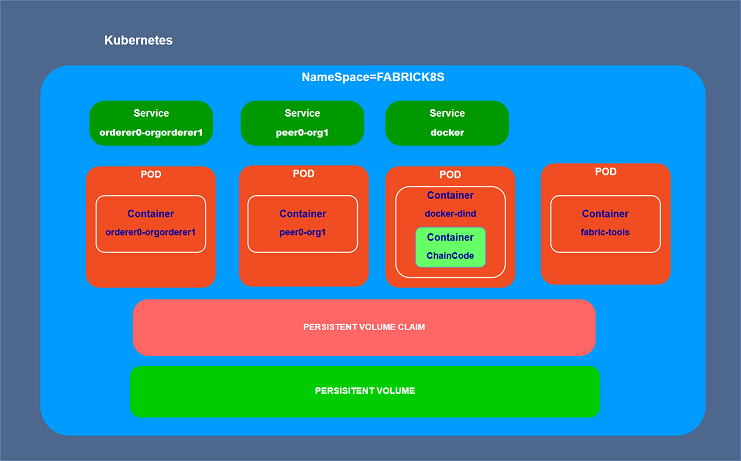 Kubernetes
NameSpace=FABRICK8S
Service
orderer0-orgorderer1
Service
peer0-org1
Service
docker
POD
Container
orderer0-orgorderer1
POD
Container
peer0-org1
POD
Container
docker-dind
Container
ChainCode
POD
Container
fabric-tools
PERSISTENT VOLUME CLAIM
PERSISITENT VOLUME